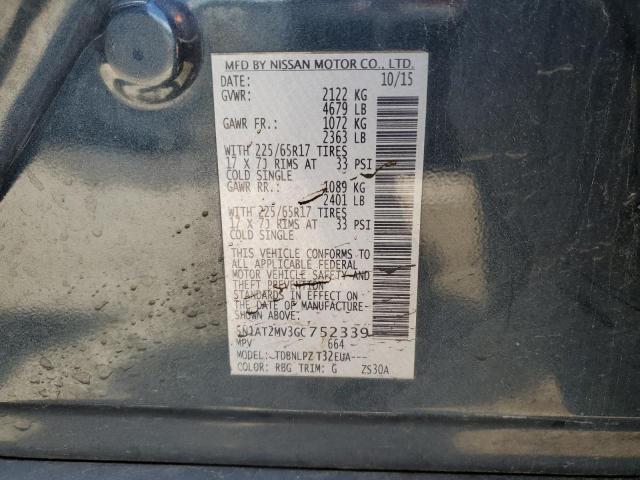 MFD BY NISSAN MOTOR CO., LTD.
DATE: 10/15
GVWR: 2122 KG
4679 LB
GAWR FR.: 1072 KG
2363 LB
WITH 225/65R17 TIRES
17 X 7J RIMS AT 33 PSI
COLD SINGLE
GAWR RR.: 1089 KG
2401 LB
WITH 225/65R17 TIRES
17 X 7J RIMS AT 33 PSI
COLD SINGLE
THIS VEHICLE CONFORMS TO
ALL APPLICABLE FEDERAL
MOTOR VEHICLE SAFETY AND
THEFT PREVENTION
STANDARDS IN EFFECT ON
THE DATE OF MANUFACTURE
SHOWN ABOVE.
5N1AT2MV3GC752339
MPV 664
MODEL: TDBNLPZ T32EUA---
COLOR: RBG TRIM: G ZS30A